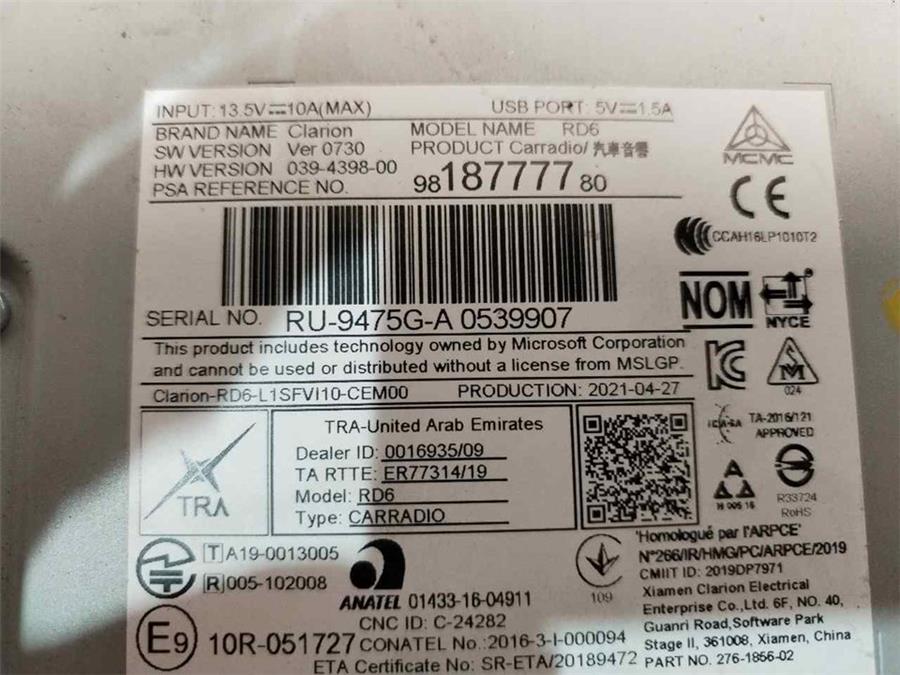 INPUT: 13.5V⎓10A(MAX) USB PORT: 5V⎓1.5A
BRAND NAME Clarion MODEL NAME RD6
SW VERSION Ver 0730 PRODUCT Carradio/ 汽車音響
HW VERSION 039-4398-00
PSA REFERENCE NO. 98187777 80
MCMC
CE
CCAH16LP1010T2
NOM
NYCE
SERIAL NO. RU-9475G-A 0539907
This product includes technology owned by Microsoft Corporation
and cannot be used or distributed without a license from MSLGP.
024
Clarion-RD6-L1SFVI10-CEM00 PRODUCTION: 2021-04-27
TRA
TRA-United Arab Emirates
Dealer ID: 0016935/09
TA RTTE: ER77314/19
Model: RD6
Type: CARRADIO
TA-2016/121
APPROVED
R33724
RoHS
T A19-0013005
R 005-102008
ANATEL 01433-16-04911
109
'Homologué par l'ARPCE'
N°266/IR/HMG/PC/ARPCE/2019
CMIIT ID: 2019DP7971
Xiamen Clarion Electrical
Enterprise Co.,Ltd. 6F, NO. 40,
Guanri Road,Software Park
Stage II, 361008, Xiamen, China
PART NO. 276-1856-02
CNC ID: C-24282
E9 10R-051727 CONATEL No.:2016-3-I-000094
ETA Certificate No: SR-ETA/20189472